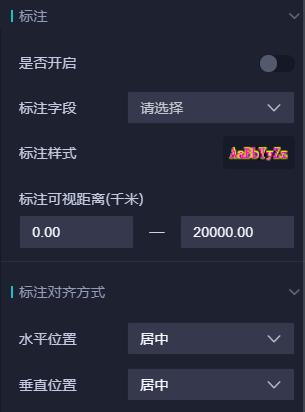 标注
是否开启
标注字段 请选择
标注样式 AaBbYyZz
标注可视距离(千米)
0.00 — 20000.00
标注对齐方式
水平位置 居中
垂直位置 居中